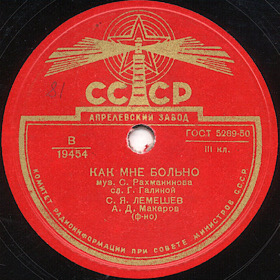 81
СССР
АПРЕЛЕВСКИЙ ЗАВОД
В
19454
ГОСТ 5289-50
III кл.
КАК МНЕ БОЛЬНО
муз. С. Рахманинова
сл. Г. Галиной
С. Я. ЛЕМЕШЕВ
А. Д. Макаров
(ф-но)
КОМИТЕТ РАДИОИНФОРМАЦИИ ПРИ СОВЕТЕ МИНИСТРОВ СССР